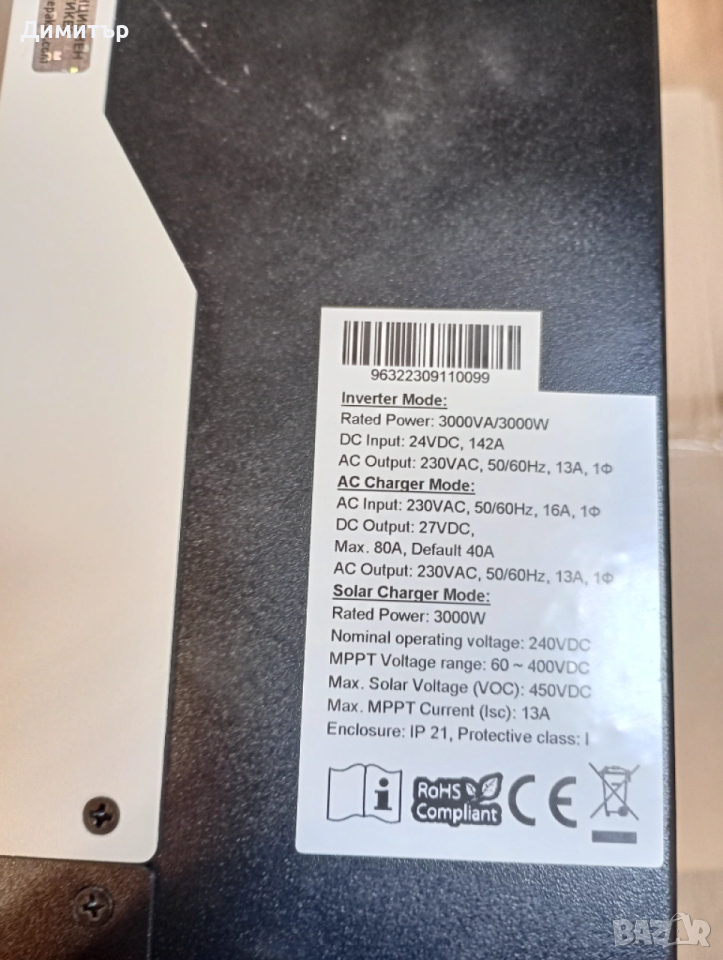 Димитър
96322309110099
Inverter Mode:
Rated Power: 3000VA/3000W
DC Input: 24VDC, 142A
AC Output: 230VAC, 50/60Hz, 13A, 1Φ
AC Charger Mode:
AC Input: 230VAC, 50/60Hz, 16A, 1Φ
DC Output: 27VDC,
Max. 80A, Default 40A
AC Output: 230VAC, 50/60Hz, 13A, 1Φ
Solar Charger Mode:
Rated Power: 3000W
Nominal operating voltage: 240VDC
MPPT Voltage range: 60 ~ 400VDC
Max. Solar Voltage (VOC): 450VDC
Max. MPPT Current (Isc): 13A
Enclosure: IP 21, Protective class: I
RoHS
Compliant
CE
BAZAR